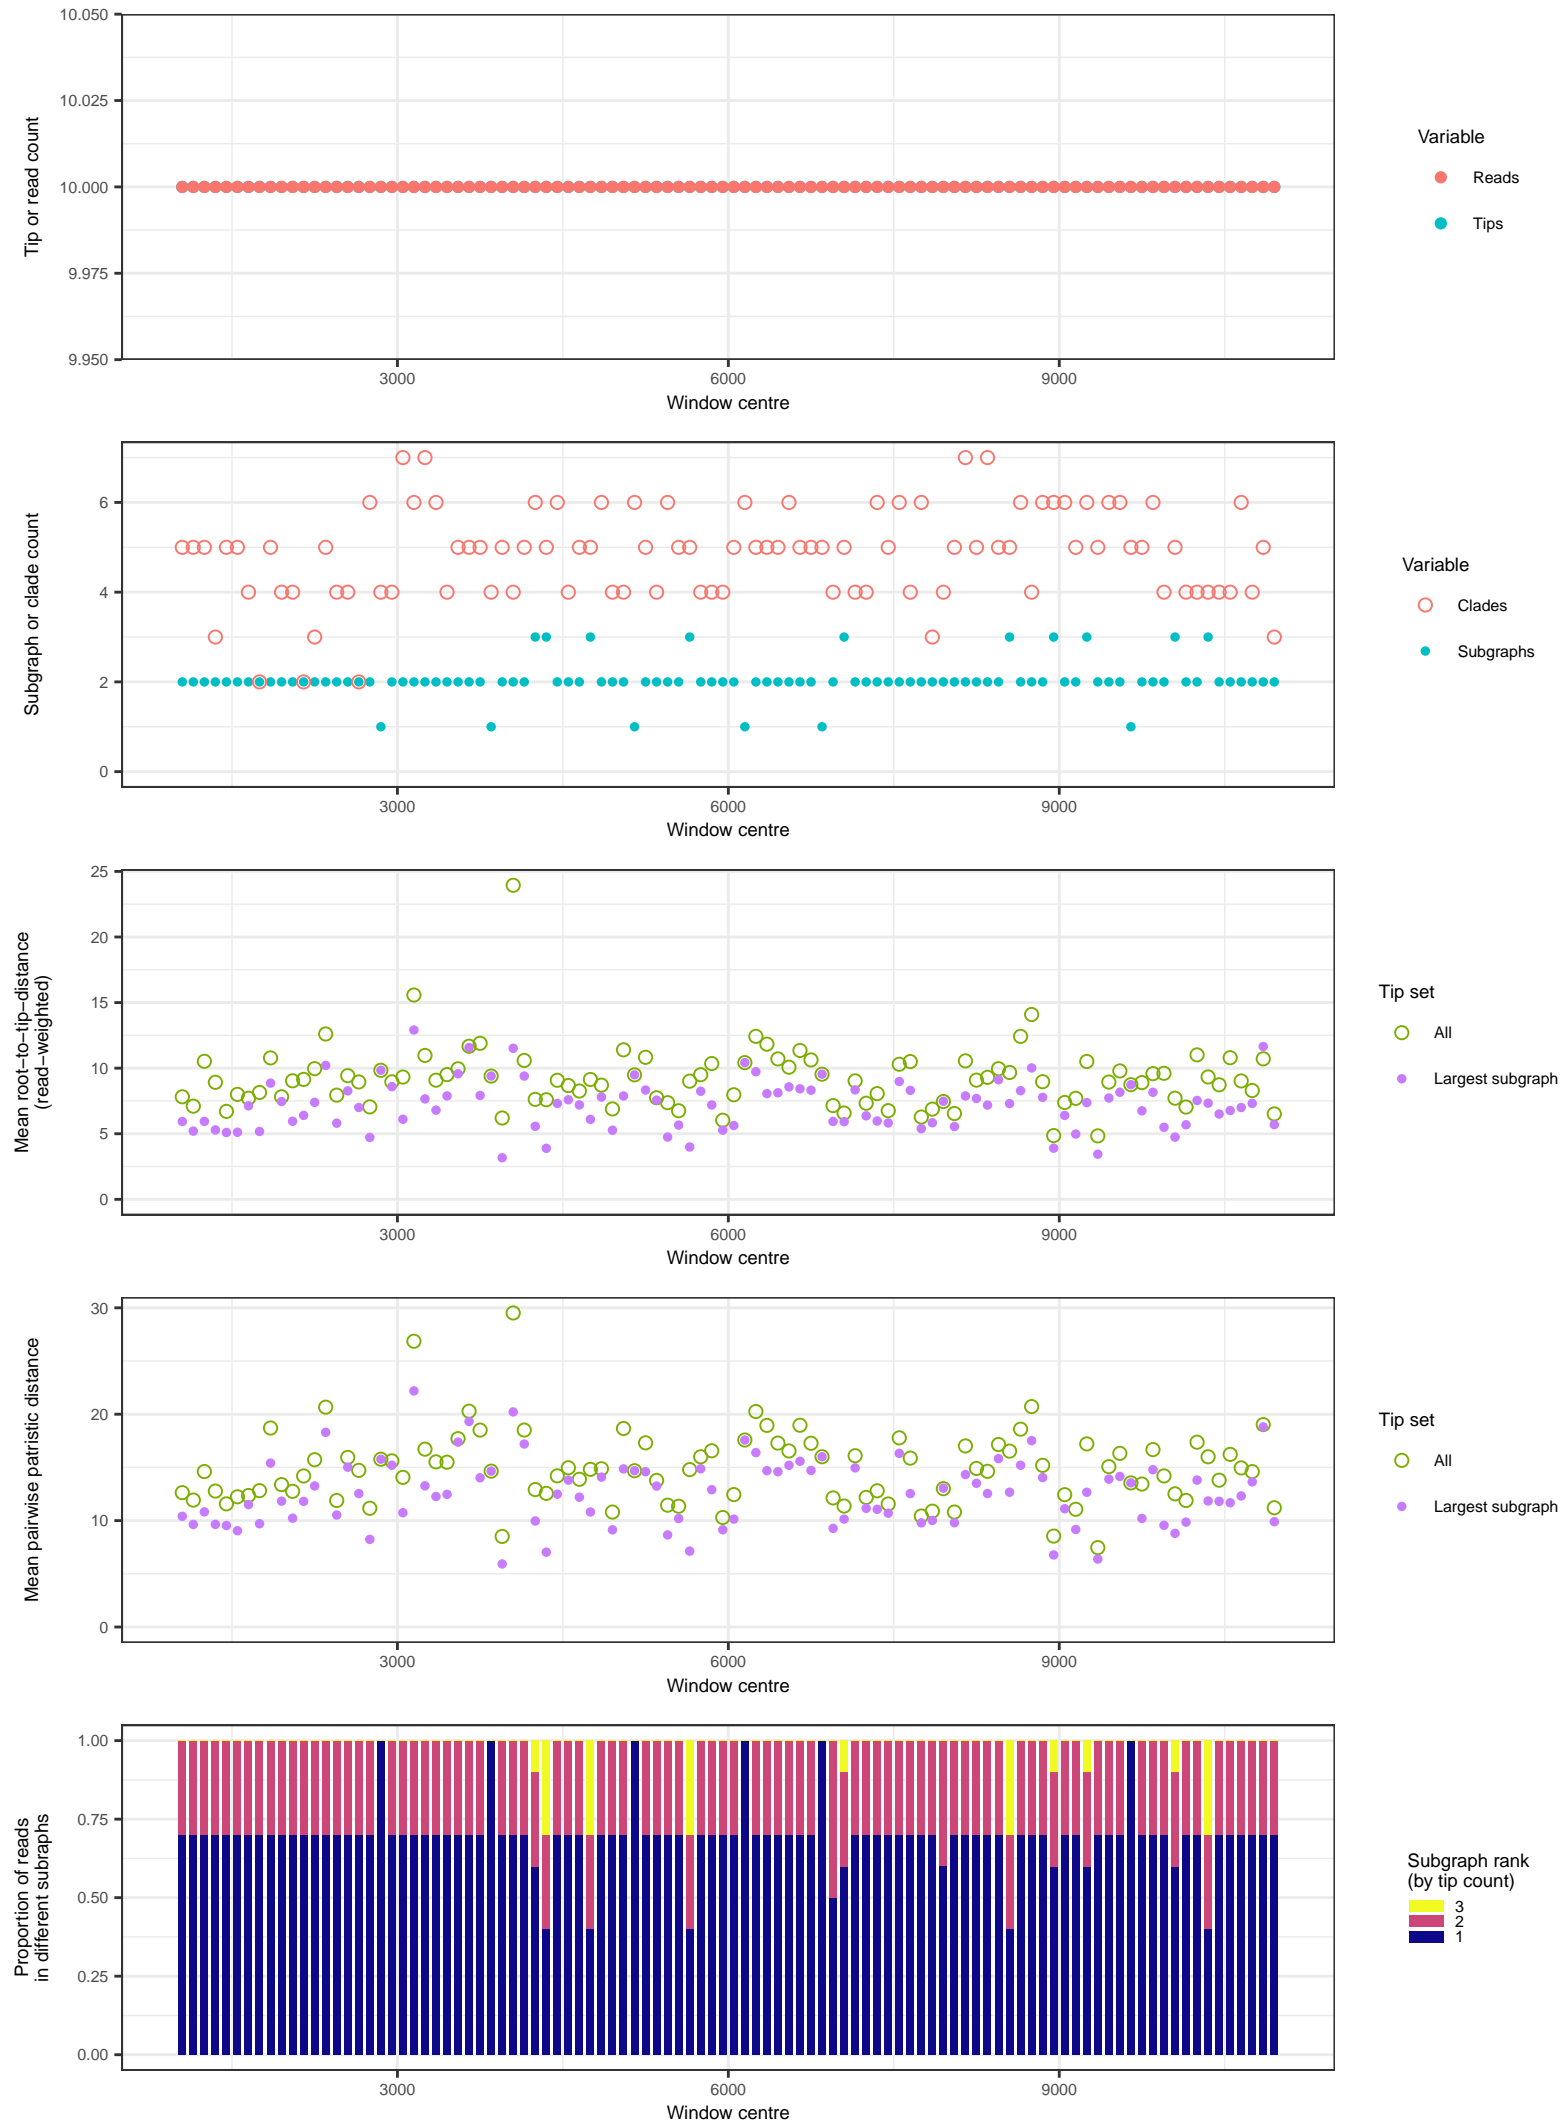 10.050
10.025
10.000
9.975
9.950
Tip or read count
3000
6000
9000
Window centre
Variable
Reads
Tips
6
4
2
0
Subgraph or clade count
3000
6000
9000
Window centre
Variable
Clades
Subgraphs
25
20
15
10
5
0
Mean root–to–tip–distance
(read–weighted)
3000
6000
9000
Window centre
Tip set
All
Largest subgraph
30
20
10
0
Mean pairwise patristic distance
3000
6000
9000
Window centre
Tip set
All
Largest subgraph
1.00
0.75
0.50
0.25
0.00
Proportion of reads
in different subraphs
3000
6000
9000
Window centre
Subgraph rank
(by tip count)
3
2
1